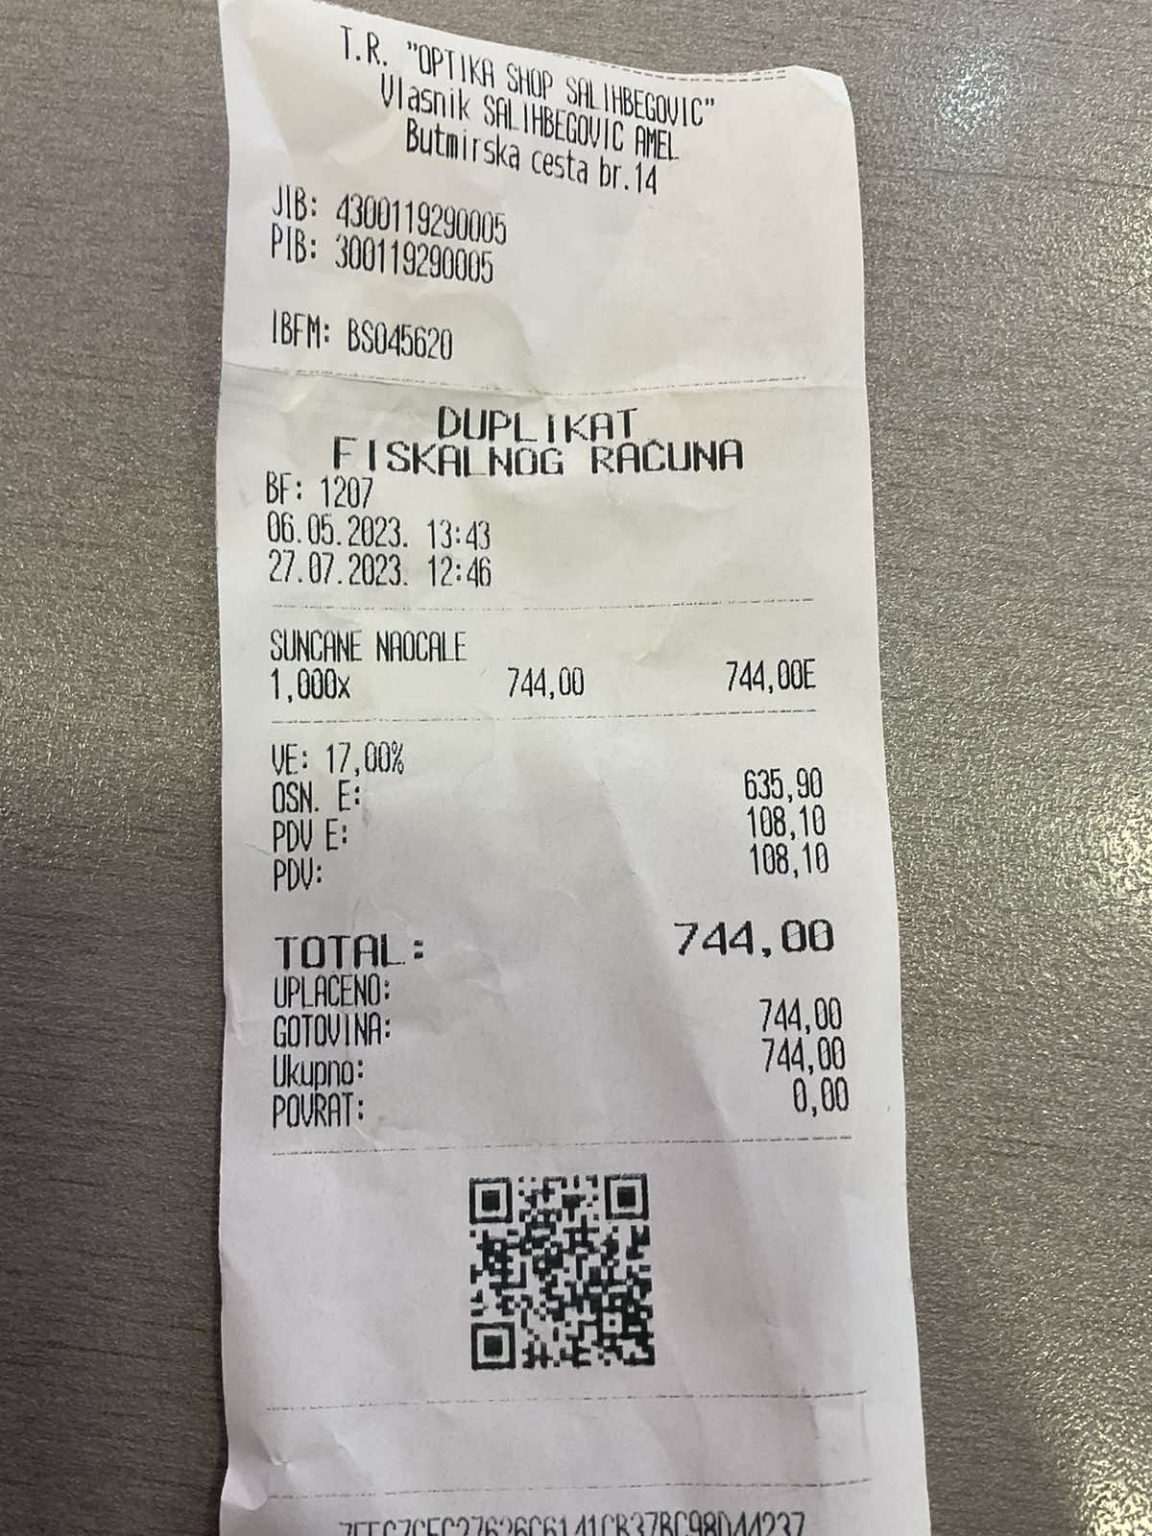 T.R. "OPTIKA SHOP SALIHBEGOVIC"
Vlasnik SALIHBEGOVIC AMEL
Butmirska cesta br.14
JIB: 4300119290005
PIB: 300119290005
IBFM: BS045620
DUPLIKAT
FISKALNOG RAČUNA
BF: 1207
06.05.2023. 13:43
27.07.2023. 12:46
SUNCANE NAOCALE
1,000x 744,00 744,00E
VE: 17,00%
OSN. E: 635,90
PDV E: 108,10
PDV: 108,10
TOTAL: 744,00
UPLAĆENO:
GOTOVINA: 744,00
Ukupno: 744,00
POVRAT: 0,00